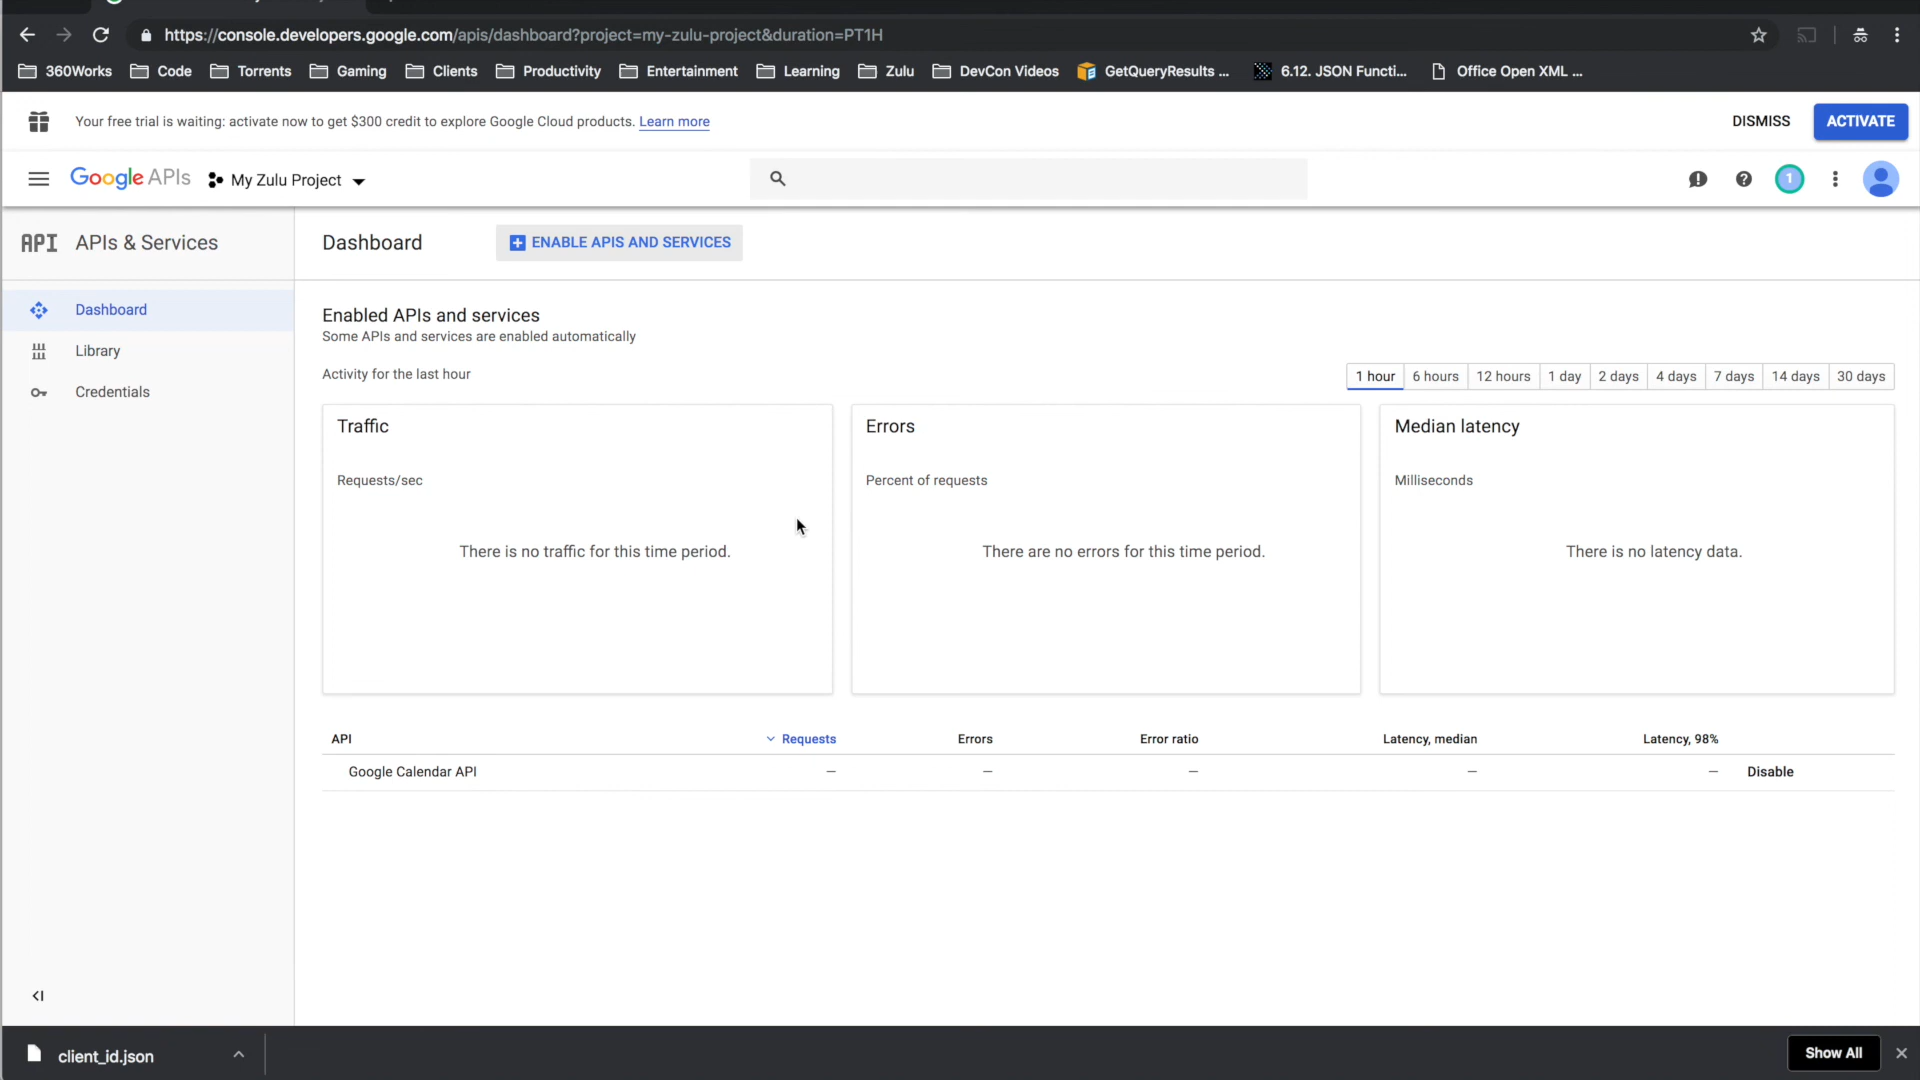 https://console.developers.google.com/apis/dashboard?project=my-zulu-project&duration=PT1H
360Works Code Torrents Gaming Clients Productivity Entertainment Learning Zulu DevCon Videos GetQueryResults ... 6.12. JSON Functi... Office Open XML ...
Your free trial is waiting: activate now to get $300 credit to explore Google Cloud products. Learn more DISMISS ACTIVATE
Google APIs My Zulu Project 1
API APIs & Services Dashboard ENABLE APIS AND SERVICES
Dashboard
Library
Credentials
Enabled APIs and services
Some APIs and services are enabled automatically
Activity for the last hour 1 hour 6 hours 12 hours 1 day 2 days 4 days 7 days 14 days 30 days
Traffic Errors Median latency
Requests/sec Percent of requests Milliseconds
There is no traffic for this time period. There are no errors for this time period. There is no latency data.
API Requests Errors Error ratio Latency, median Latency, 98%
Google Calendar API – – – – – Disable
client_id.json Show All